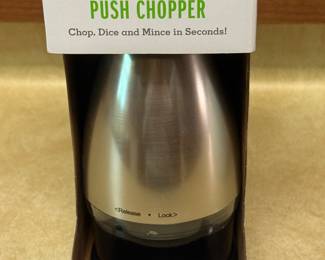 PUSH CHOPPER
Chop, Dice and Mince in Seconds!
<Release • Lock>